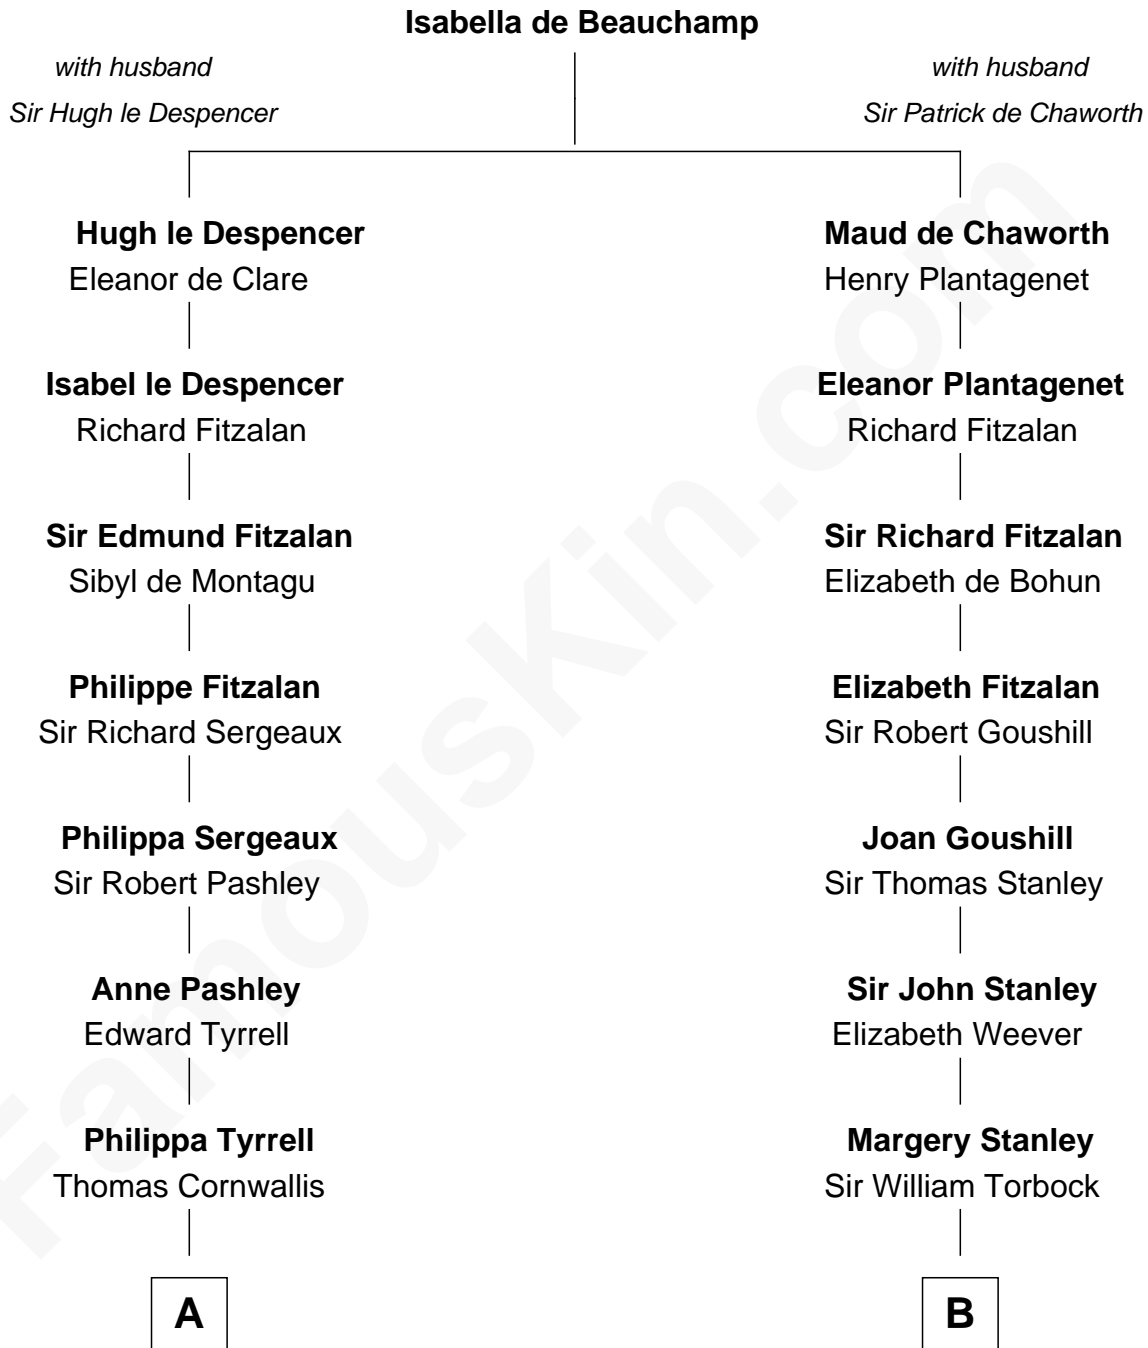 Isabella de Beauchamp
with husband
Sir Hugh le Despencer
with husband
Sir Patrick de Chaworth
Hugh le Despencer
Eleanor de Clare
Maud de Chaworth
Henry Plantagenet
Isabel le Despencer
Richard Fitzalan
Eleanor Plantagenet
Richard Fitzalan
Sir Edmund Fitzalan
Sibyl de Montagu
Sir Richard Fitzalan
Elizabeth de Bohun
Philippe Fitzalan
Sir Richard Sergeaux
Elizabeth Fitzalan
Sir Robert Goushill
Philippa Sergeaux
Sir Robert Pashley
Joan Goushill
Sir Thomas Stanley
Anne Pashley
Edward Tyrrell
Sir John Stanley
Elizabeth Weever
Philippa Tyrrell
Thomas Cornwallis
Margery Stanley
Sir William Torbock
A
B
FamousKin.com